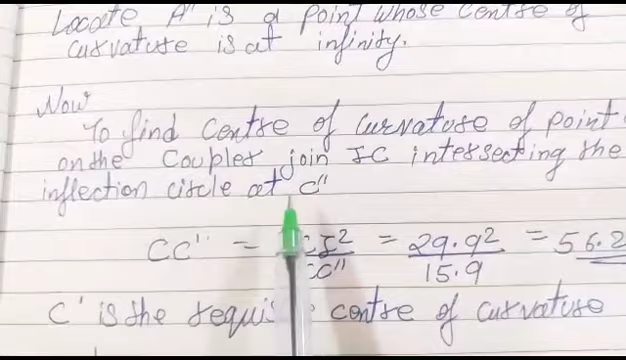 Locate A" is a point whose centre of
curvature is at infinity.
Now
To find centre of curvature of point
on the Coupler join IC intersecting the
inflection circle at C"
CC' = CI² / CC" = 29.9² / 15.9 = 56.2
C' is the centre of curvature